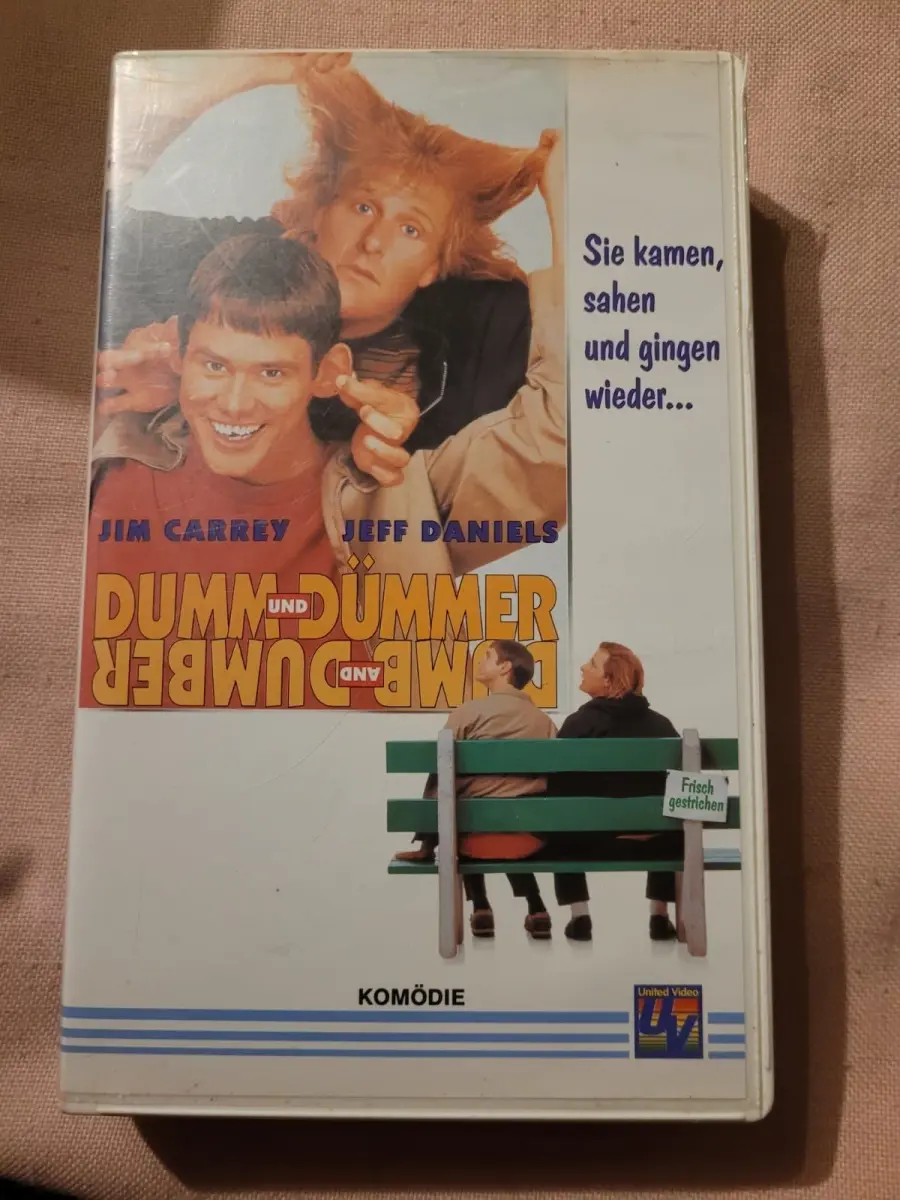 Sie kamen,
sahen
und gingen
wieder...
JIM CARREY JEFF DANIELS
DUMM UND DÜMMER
DUMB AND DUMBER
Frisch
gestrichen
KOMÖDIE
United Video
UV